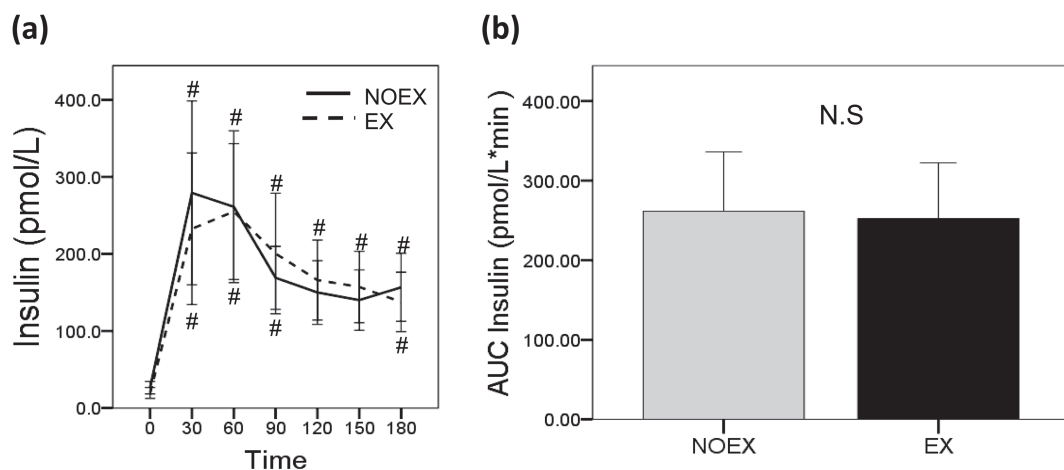 (a)
Insulin (pmol/L)
400.0
300.0
200.0
100.0
0.0
NOEX
EX
#
#
#
#
#
#
#
#
#
#
0
30
60
90
120
150
180
Time
(b)
AUC Insulin (pmol/L*min)
400.00
300.00
200.00
100.00
0.00
N.S
NOEX
EX